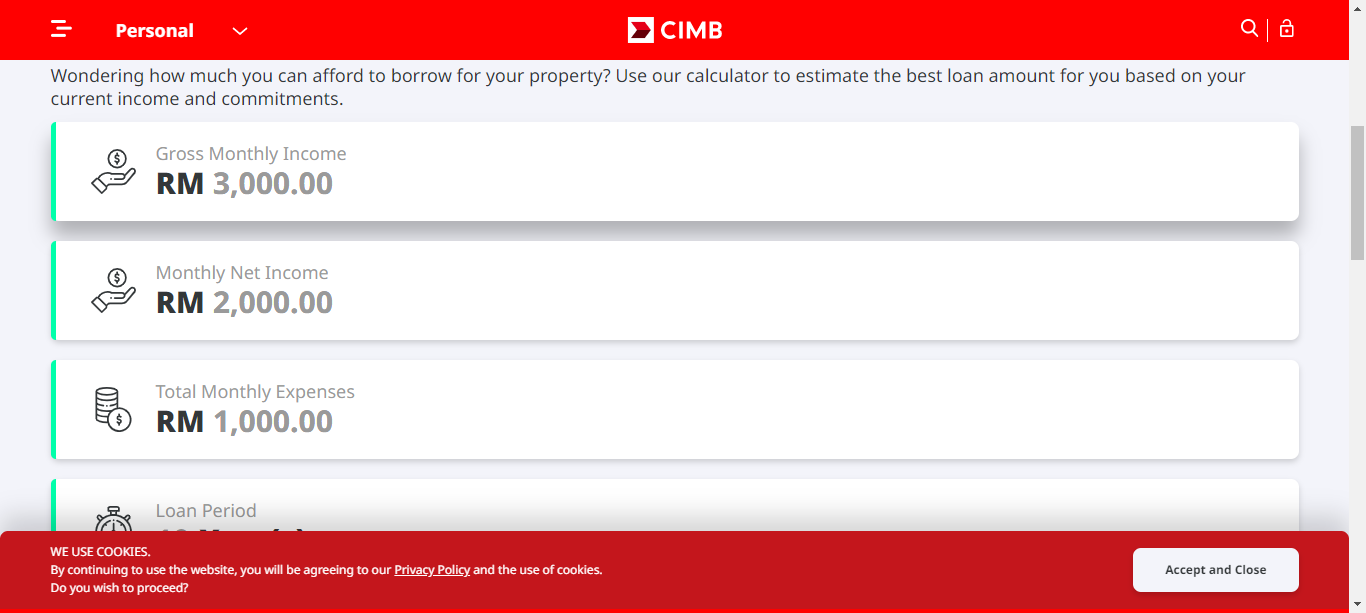 Personal
CIMB
Wondering how much you can afford to borrow for your property? Use our calculator to estimate the best loan amount for you based on your
current income and commitments.
Gross Monthly Income
RM 3,000.00
Monthly Net Income
RM 2,000.00
Total Monthly Expenses
RM 1,000.00
Loan Period
WE USE COOKIES.
By continuing to use the website, you will be agreeing to our Privacy Policy and the use of cookies.
Do you wish to proceed?
Accept and Close